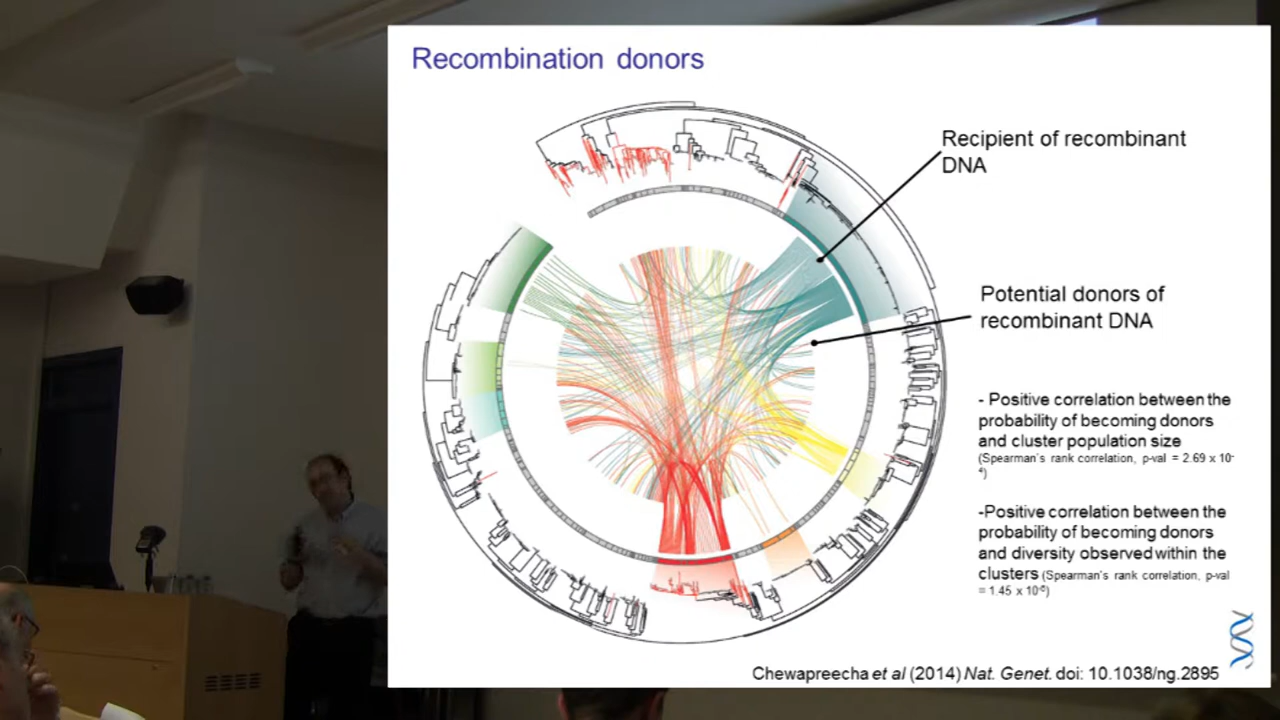 Recombination donors
Recipient of recombinant
DNA
Potential donors of
recombinant DNA
- Positive correlation between the
probability of becoming donors
and cluster population size
(Spearman's rank correlation, p-val = 2.69 x 10-
4)
-Positive correlation between the
probability of becoming donors
and diversity observed within the
clusters (Spearman's rank correlation, p-val
= 1.45 x 10-6)
Chewapreecha et al (2014) Nat. Genet. doi: 10.1038/ng.2895